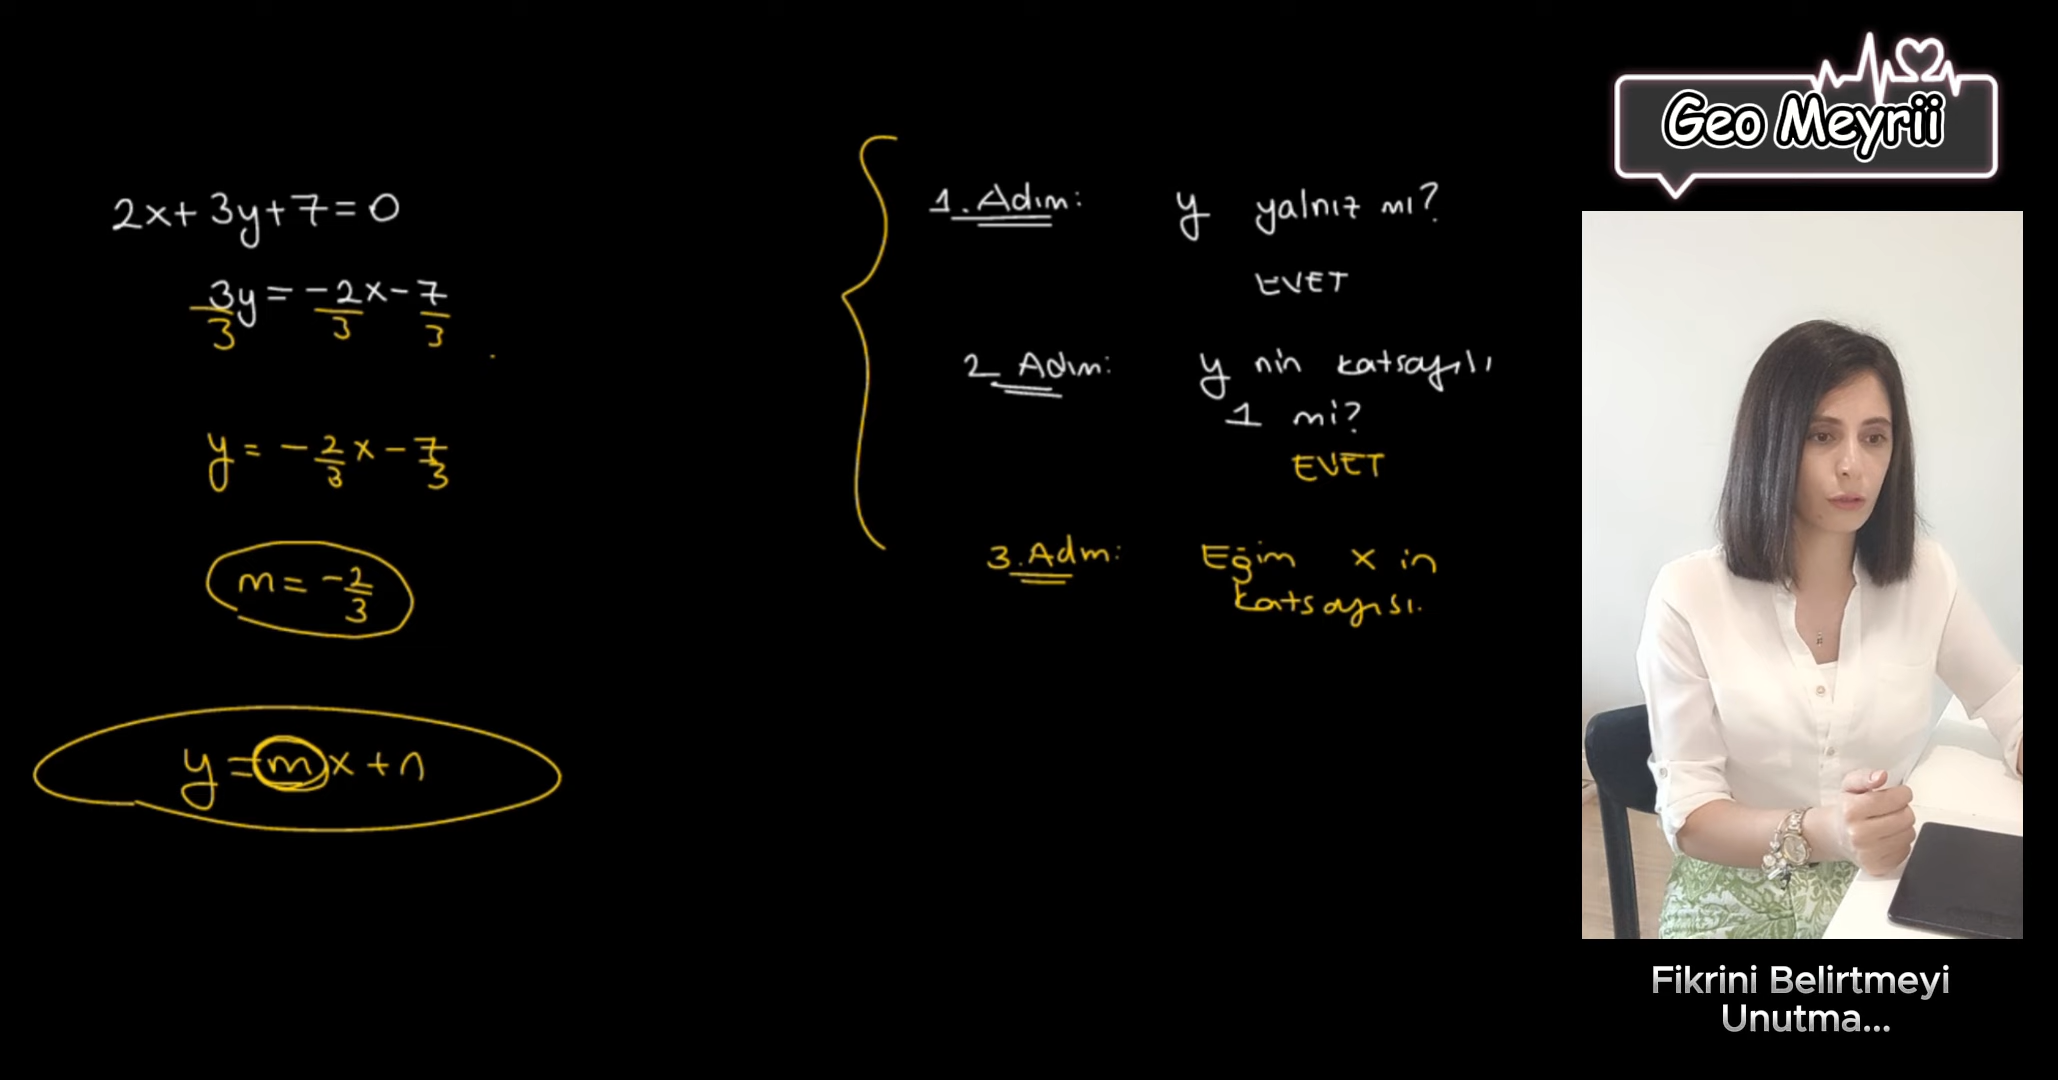 2x+3y+7=0
3y/3 = -2x/3 - 7/3
y = -2/3 x - 7/3
m = -2/3
y = mx + n
1. Adım: y yalnız mı?
EVET
2 Adım: y nin katsayılı
1 mi?
EVET
3. Adım: Eğim x in
katsayısı.
Geo Meyrii
Fikrini Belirtmeyi
Unutma...